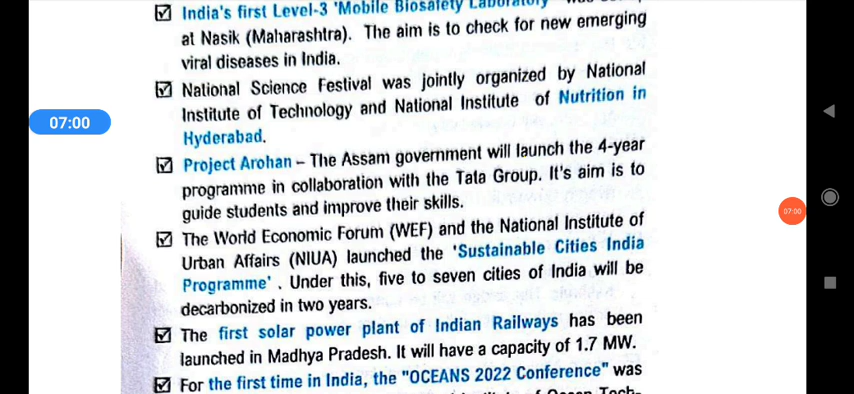 India's first Level-3 'Mobile Biosafety Laboratory'
at Nasik (Maharashtra). The aim is to check for new emerging
viral diseases in India.
National Science Festival was jointly organized by National
Institute of Technology and National Institute of Nutrition in
Hyderabad.
Project Arohan – The Assam government will launch the 4-year
programme in collaboration with the Tata Group. It's aim is to
guide students and improve their skills.
The World Economic Forum (WEF) and the National Institute of
Urban Affairs (NIUA) launched the 'Sustainable Cities India
Programme' . Under this, five to seven cities of India will be
decarbonized in two years.
The first solar power plant of Indian Railways has been
launched in Madhya Pradesh. It will have a capacity of 1.7 MW.
For the first time in India, the "OCEANS 2022 Conference" was
07:00
07:00